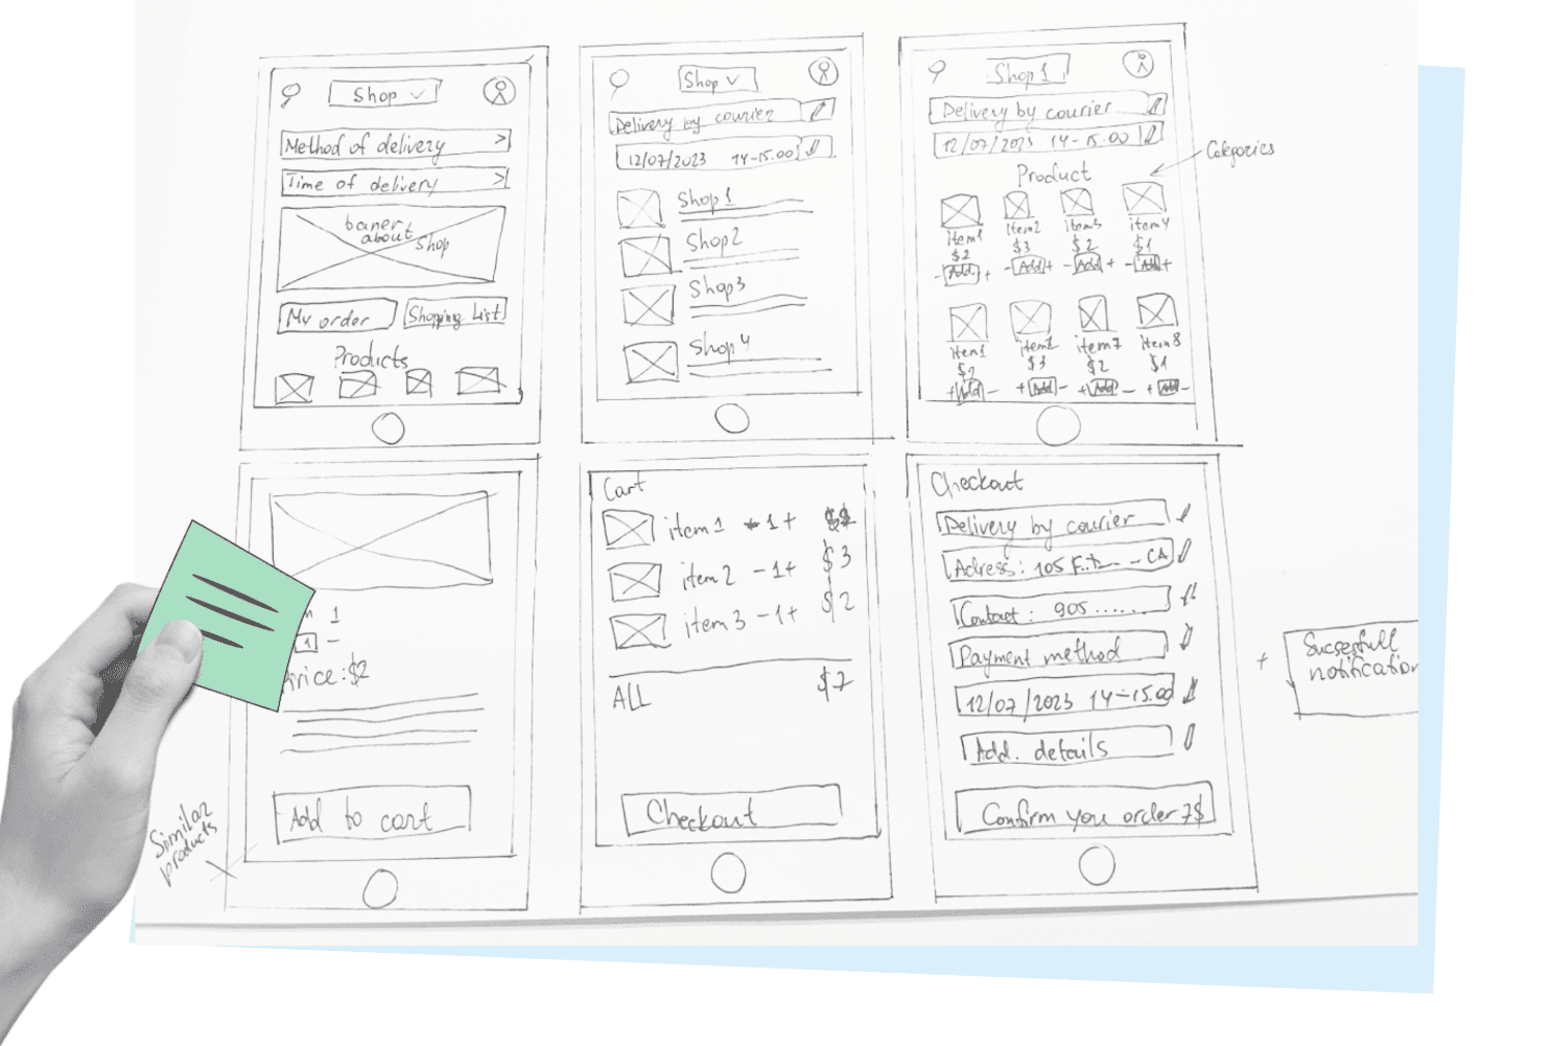 Shop
Method of delivery >
Time of delivery >
baner
about shop
My order
Shopping List
Products
Shop
Delivery by courier
12/07/2023 14-15.00
Shop 1
Shop 2
Shop 3
Shop 4
Shop 1
Delivery by courier
12/07/2023 14-15.00
Categories
Product
item1 item2 item3 item4
$2 $3 $2 $1
- Add + - Add + - Add + - Add +
item1 item2 item7 item8
$2 $3 $2 $1
+ Add - + Add - + Add - + Add -
1
1 -
Price: $2
Add to cart
Similar
products
Cart
item 1 - 1 +
item 2 - 1 + $3
item 3 - 1 + $2
ALL $7
Checkout
Checkout
Delivery by courier
Adress: 105 CA
Contact: 905 ......
Payment method
12/07/2023 14-15.00
Add. details
Confirm you order 7$
+
Sucsesfull
notification